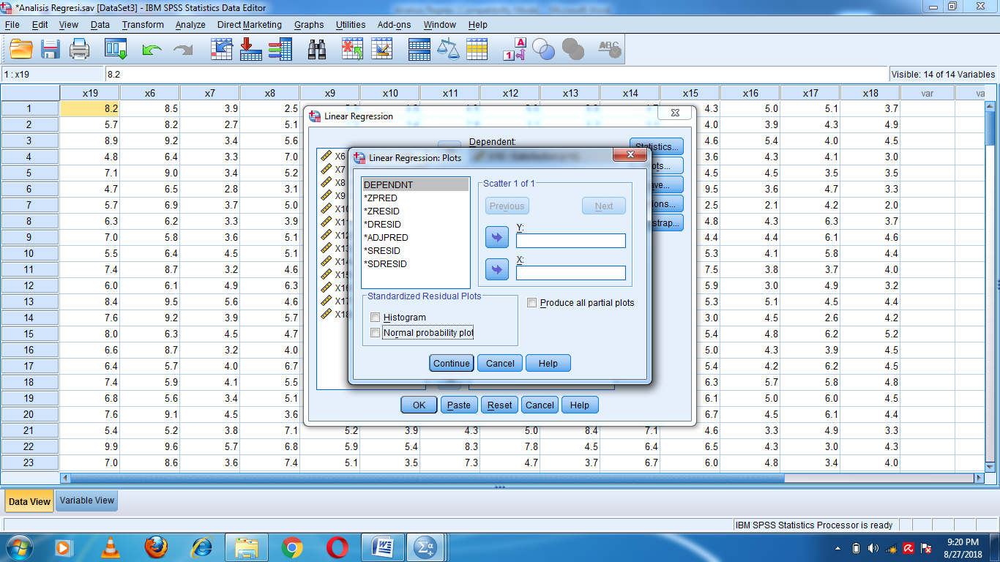 *Analisis Regresi.sav [DataSet3] - IBM SPSS Statistics Data Editor
File Edit View Data Transform Analyze Direct Marketing Graphs Utilities Add-ons Window Help
1 : x19 8.2 Visible: 14 of 14 Variables
x19 x6 x7 x8 x9 x10 x11 x12 x13 x14 x15 x16 x17 x18 var va
1 8.2 8.5 3.9 2.5 4.3 5.0 5.1 3.7
2 5.7 8.2 2.7 5.1 4.0 3.9 4.3 4.9
3 8.9 9.2 3.4 5.6 4.6 5.4 4.0 4.5
4 4.8 6.4 3.3 7.0 3.6 4.3 4.1 3.0
5 7.1 9.0 3.4 5.2 4.5 4.5 3.5 3.5
6 4.7 6.5 2.8 3.1 9.5 3.6 4.7 3.3
7 5.7 6.9 3.7 5.0 2.5 2.1 4.2 2.0
8 6.3 6.2 3.3 3.9 4.8 4.3 6.3 3.7
9 7.0 5.8 3.6 5.1 4.4 4.4 6.1 4.6
10 5.5 6.4 4.5 5.1 5.3 4.1 5.8 4.4
11 7.4 8.7 3.2 4.6 7.5 3.8 3.7 4.0
12 6.0 6.1 4.9 6.3 5.9 3.0 4.9 3.2
13 8.4 9.5 5.6 4.6 5.3 5.1 4.5 4.4
14 7.6 9.2 3.9 5.7 3.0 4.5 2.6 4.2
15 8.0 6.3 4.5 4.7 5.4 4.8 6.2 5.2
16 6.6 8.7 3.2 4.0 5.0 4.3 3.9 4.5
17 6.4 5.7 4.0 6.7 5.4 4.2 6.2 4.5
18 7.4 5.9 4.1 5.5 6.3 5.7 5.8 4.8
19 6.8 5.6 3.4 5.1 6.1 5.0 6.0 4.5
20 7.6 9.1 4.5 3.6 6.7 4.5 6.1 4.4
21 5.4 5.2 3.8 7.1 5.2 3.9 4.3 5.0 8.4 7.1 4.6 3.3 4.9 3.3
22 9.9 9.6 5.7 6.8 5.9 5.4 8.3 7.8 4.5 6.4 6.5 4.3 3.0 4.3
23 7.0 8.6 3.6 7.4 5.1 3.5 7.3 4.7 3.7 6.7 6.0 4.8 3.4 4.0
Linear Regression
Dependent:
X6
X7
X8
X9
Statistics...
OK Paste Reset Cancel Help
Linear Regression: Plots
DEPENDNT
*ZPRED
*ZRESID
*DRESID
*ADJPRED
*SRESID
*SDRESID
Scatter 1 of 1
Previous Next
Y:
X:
Standardized Residual Plots
Histogram
Normal probability plot
Produce all partial plots
Continue Cancel Help
Data View Variable View
IBM SPSS Statistics Processor is ready
9:20 PM
8/27/2018